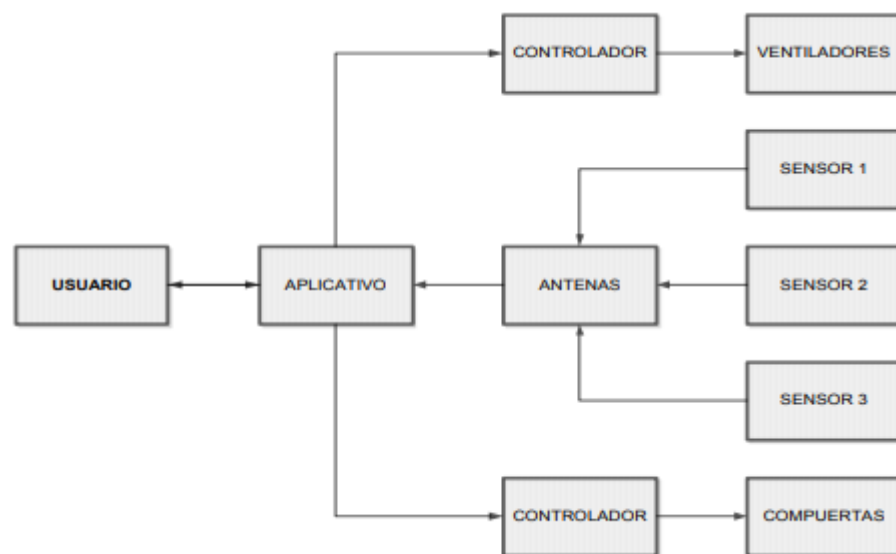 CONTROLADOR
VENTILADORES
SENSOR 1
USUARIO
APLICATIVO
ANTENAS
SENSOR 2
SENSOR 3
CONTROLADOR
COMPUERTAS